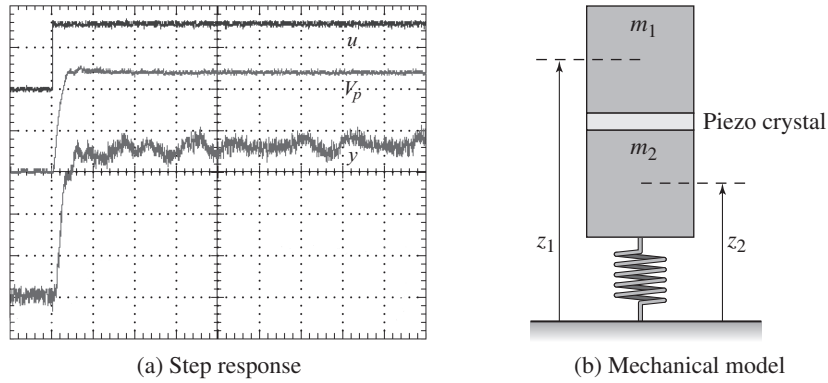 u
V_p
y
(a) Step response
m_1
Piezo crystal
m_2
z_1
z_2
(b) Mechanical model